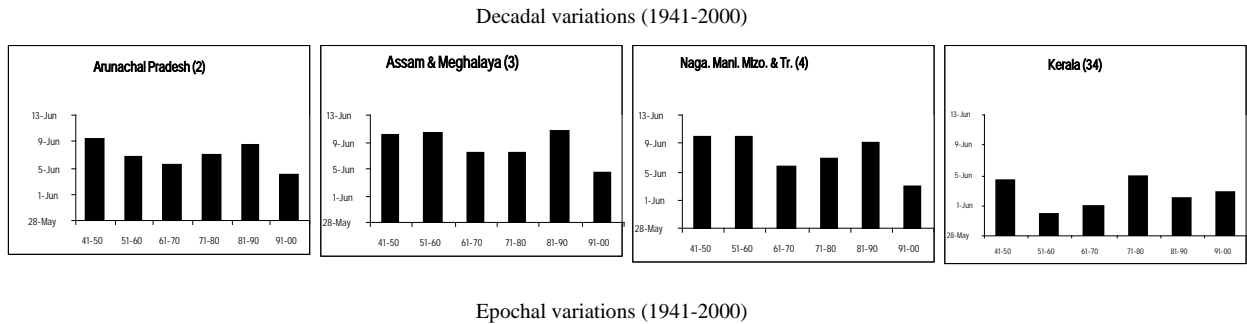 Decadal variations (1941-2000)
Arunachal Pradesh (2)
13-Jun
9-Jun
5-Jun
1-Jun
28-May
41-50 51-60 61-70 71-80 81-90 91-00
Assam & Meghalaya (3)
13-Jun
9-Jun
5-Jun
1-Jun
28-May
41-50 51-60 61-70 71-80 81-90 91-00
Naga. Mani. Mizo. & Tr. (4)
13-Jun
9-Jun
5-Jun
1-Jun
28-May
41-50 51-60 61-70 71-80 81-90 91-00
Kerala (34)
13-Jun
9-Jun
5-Jun
1-Jun
28-May
41-50 51-60 61-70 71-80 81-90 91-00
Epochal variations (1941-2000)